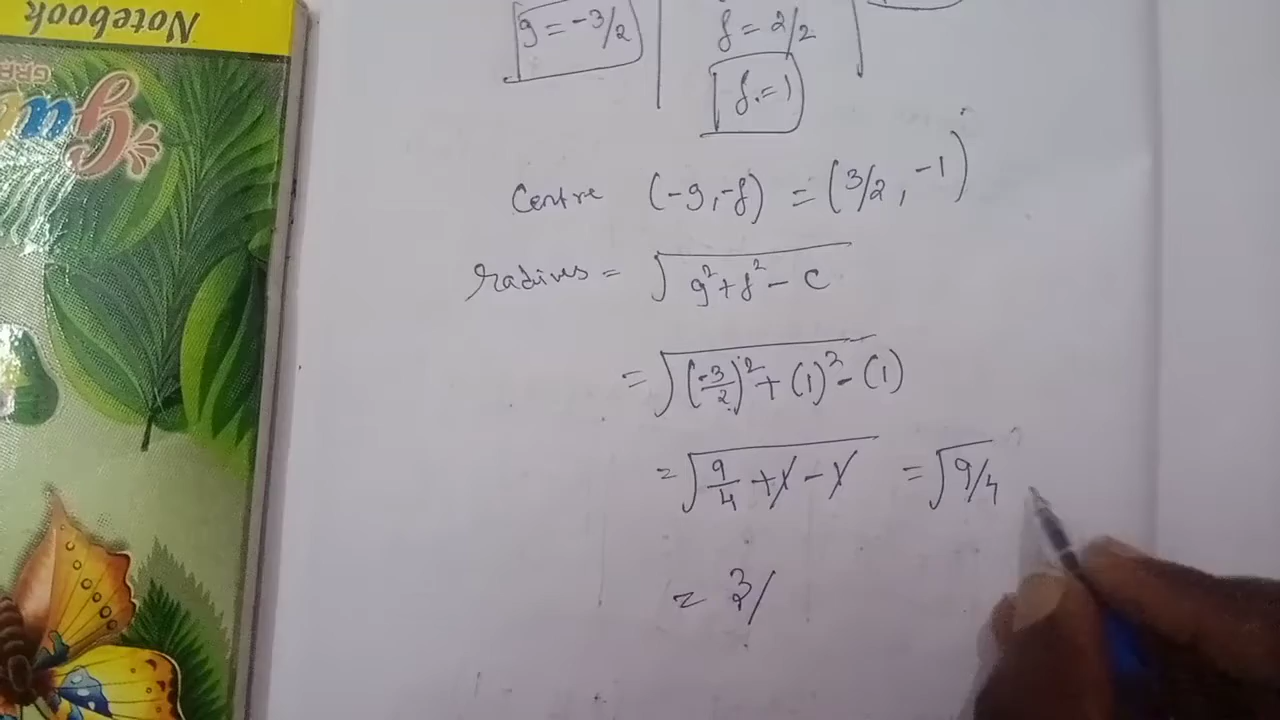 Notebook
g = -3/2
f = 2/2
f = 1
Centre (-g, -f) = (3/2, -1)
radius = √g² + f² - C
= √(-3/2)² + (1)² - (1)
= √9/4 + 1 - 1 = √9/4
= 3/